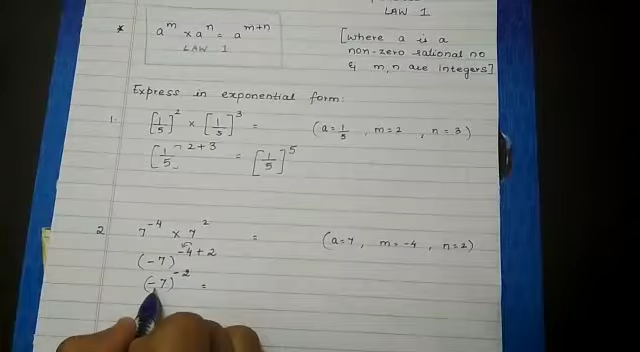 LAW 1
* a^m × a^n = a^(m+n) [where a is a
LAW 1 non-zero rational no
& m,n are integers]
Express in exponential form:
1. [1/5]^2 × [1/5]^3 = (a = 1/5, m = 2, n = 3)
[1/5]^(2+3) = [1/5]^5
2 7^-4 × 7^2 = (a = 7, m = -4, n = 2)
(-7)^(-4+2)
(-7)^-2 =